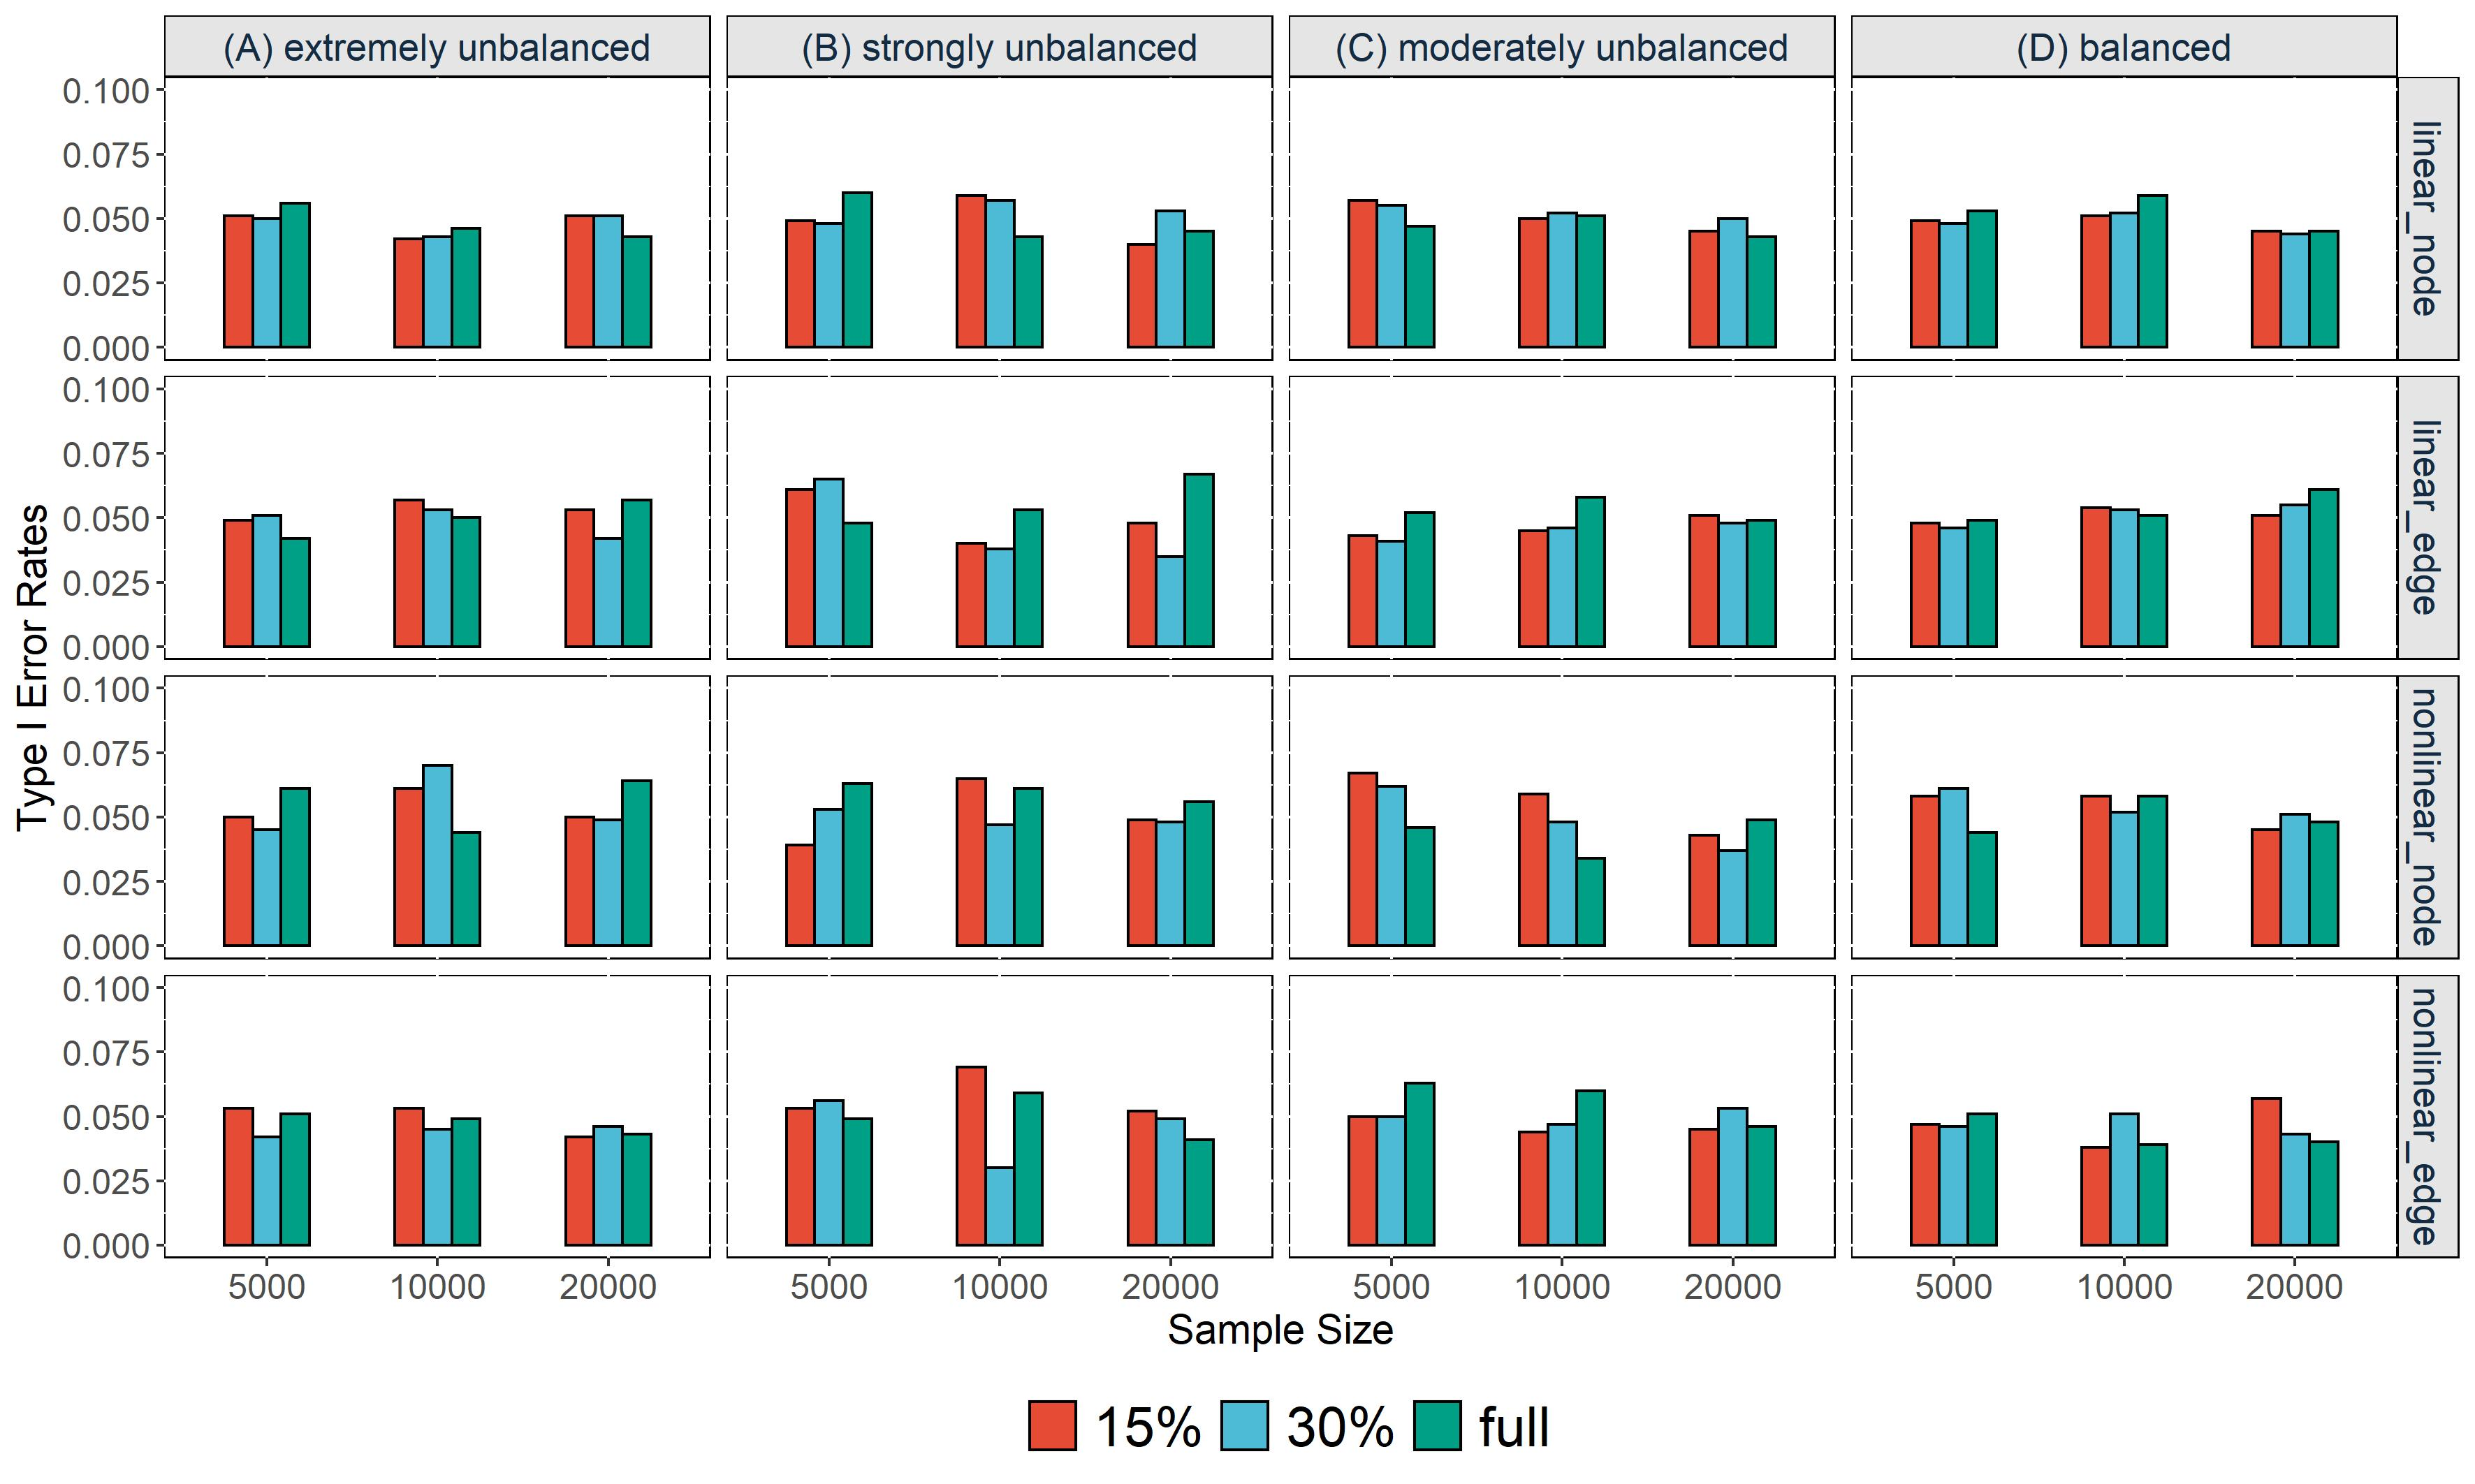 (A) extremely unbalanced
(B) strongly unbalanced
(C) moderately unbalanced
(D) balanced
Type I Error Rates
0.100
0.075
0.050
0.025
0.000
linear_node
0.100
0.075
0.050
0.025
0.000
linear_edge
0.100
0.075
0.050
0.025
0.000
nonlinear_node
0.100
0.075
0.050
0.025
0.000
nonlinear_edge
5000 10000 20000
5000 10000 20000
5000 10000 20000
5000 10000 20000
Sample Size
15% 30% full